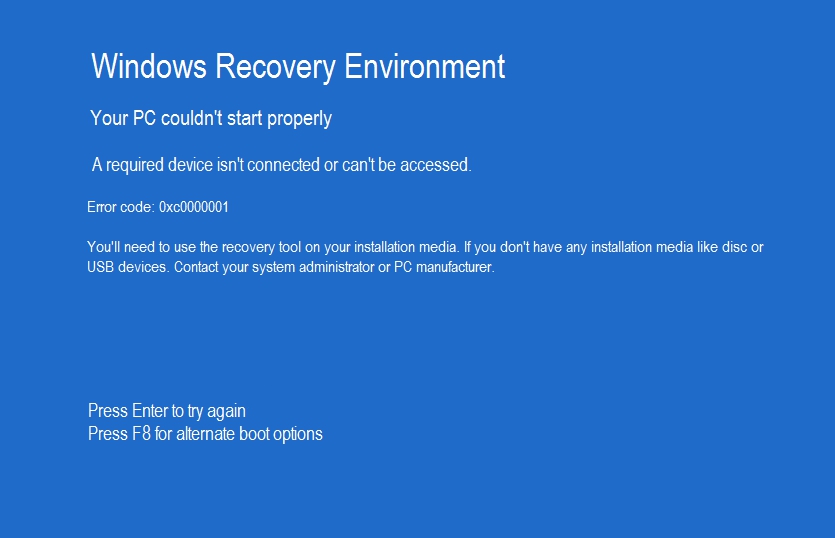 Windows Recovery Environment
Your PC couldn't start properly
A required device isn't connected or can't be accessed.
Error code: 0xc0000001
You'll need to use the recovery tool on your installation media. If you don't have any installation media like disc or
USB devices. Contact your system administrator or PC manufacturer.
Press Enter to try again
Press F8 for alternate boot options